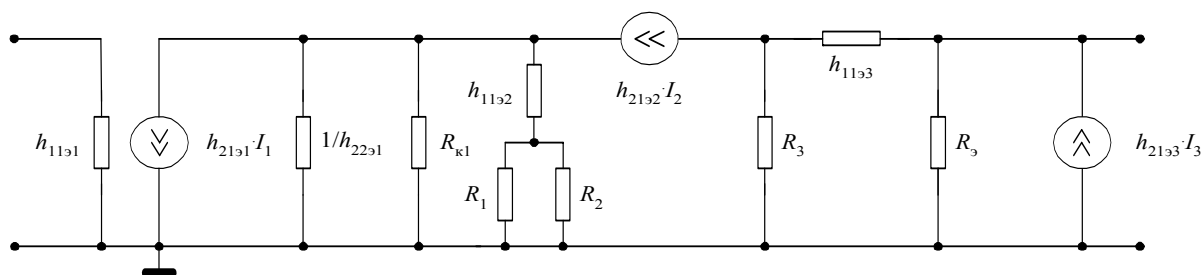 h₁₁э₁
h₂₁э₁·I₁
1/h₂₂э₁
Rк₁
h₁₁э₂
R₁
R₂
h₂₁э₂·I₂
R₃
h₁₁э₃
Rэ
h₂₁э₃·I₃